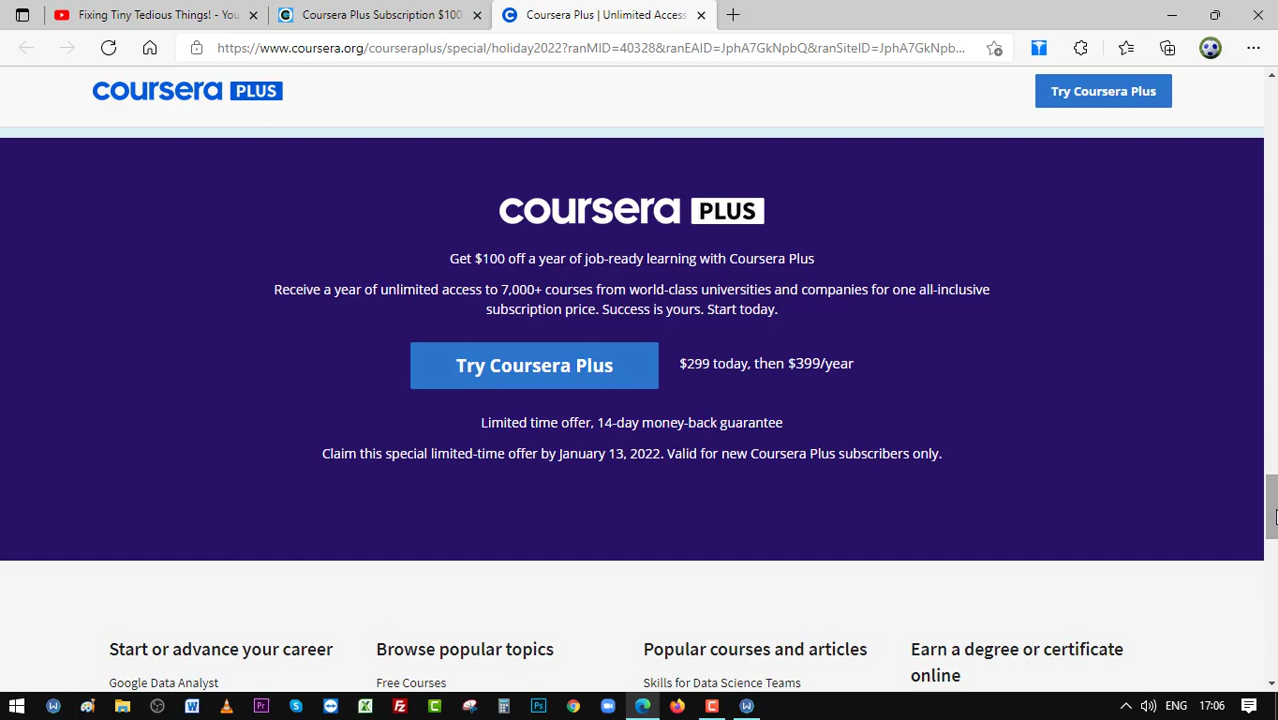 Fixing Tiny Tedious Things! - You
Coursera Plus Subscription $100
Coursera Plus | Unlimited Access
https://www.coursera.org/courseraplus/special/holiday2022?ranMID=40328&ranEAID=JphA7GkNpbQ&ranSiteID=JphA7GkNpb...
coursera PLUS
Try Coursera Plus
coursera PLUS
Get $100 off a year of job-ready learning with Coursera Plus
Receive a year of unlimited access to 7,000+ courses from world-class universities and companies for one all-inclusive
subscription price. Success is yours. Start today.
Try Coursera Plus
$299 today, then $399/year
Limited time offer, 14-day money-back guarantee
Claim this special limited-time offer by January 13, 2022. Valid for new Coursera Plus subscribers only.
Start or advance your career
Browse popular topics
Popular courses and articles
Earn a degree or certificate
online
Google Data Analyst
Free Courses
Skills for Data Science Teams
ENG
17:06